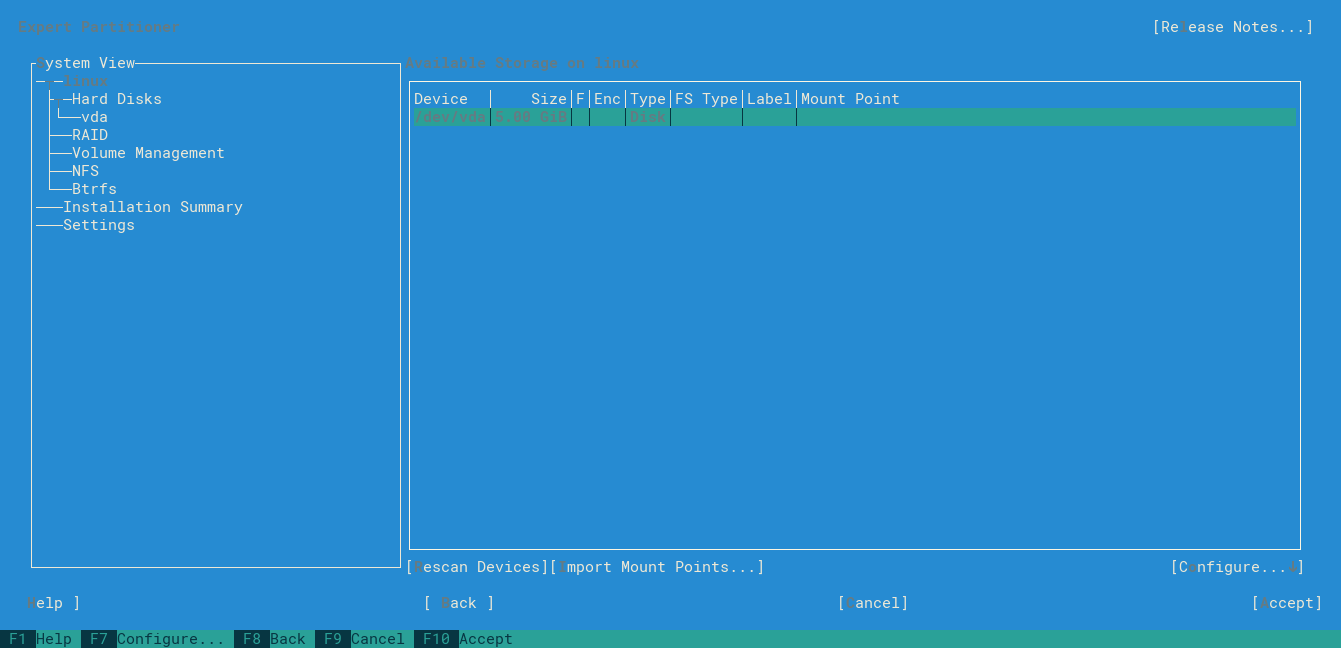 Expert Partitioner [Release Notes...]
System View
Available Storage on linux
linux
Hard Disks
vda
RAID
Volume Management
NFS
Btrfs
Installation Summary
Settings
Device Size F Enc Type FS Type Label Mount Point
/dev/vda 5.00 GiB Disk
[Rescan Devices][Import Mount Points...] [Configure...]
Help ] [ Back ] [Cancel] [Accept]
F1 Help F7 Configure... F8 Back F9 Cancel F10 Accept